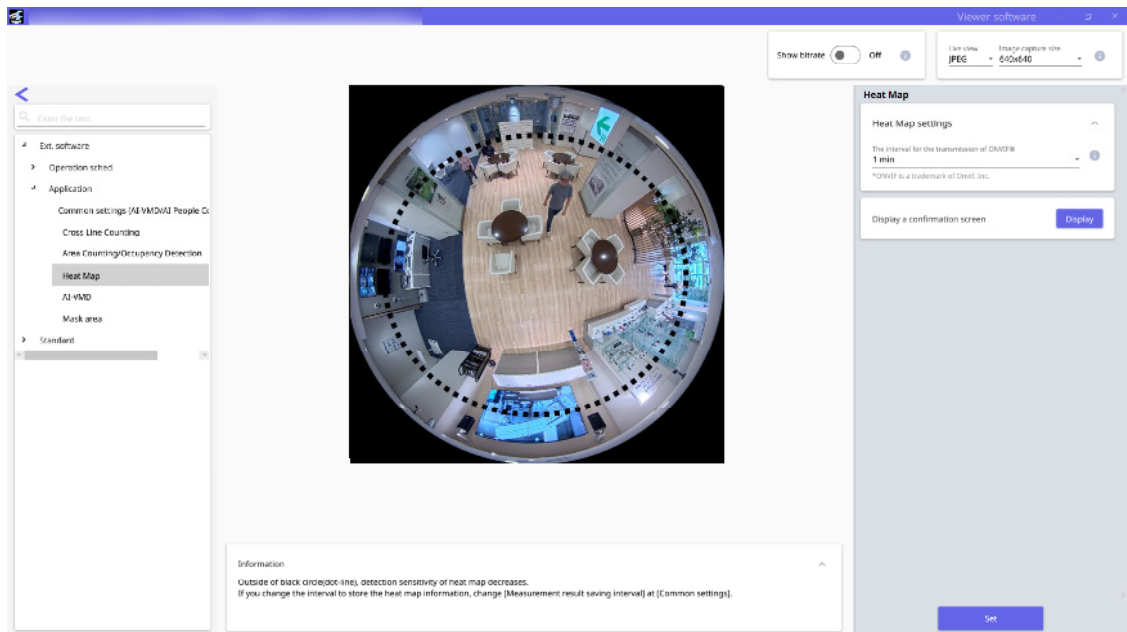 Viewer software
Show bitrate Off
Live view
JPEG
Image capture size
640x640
Enter the text.
Ext. software
Operation sched.
Application
Common settings (AI-VMD/AI People Co
Cross Line Counting
Area Counting/Occupancy Detection
Heat Map
AI-VMD
Mask area
Standard
Heat Map
Heat Map settings
The interval for the transmission of ONVIF®
1 min
*ONVIF is a trademark of Onvif, Inc.
Display a confirmation screen
Display
Information
Outside of black circle(dot-line), detection sensitivity of heat map decreases.
If you change the interval to store the heat map information, change [Measurement result saving interval] at [Common settings].
Set